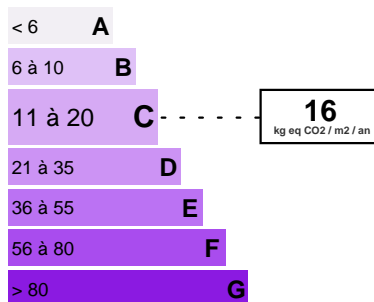 < 6 A
6 à 10 B
11 à 20 C
16
kg eq CO2 / m2 / an
21 à 35 D
36 à 55 E
56 à 80 F
> 80 G